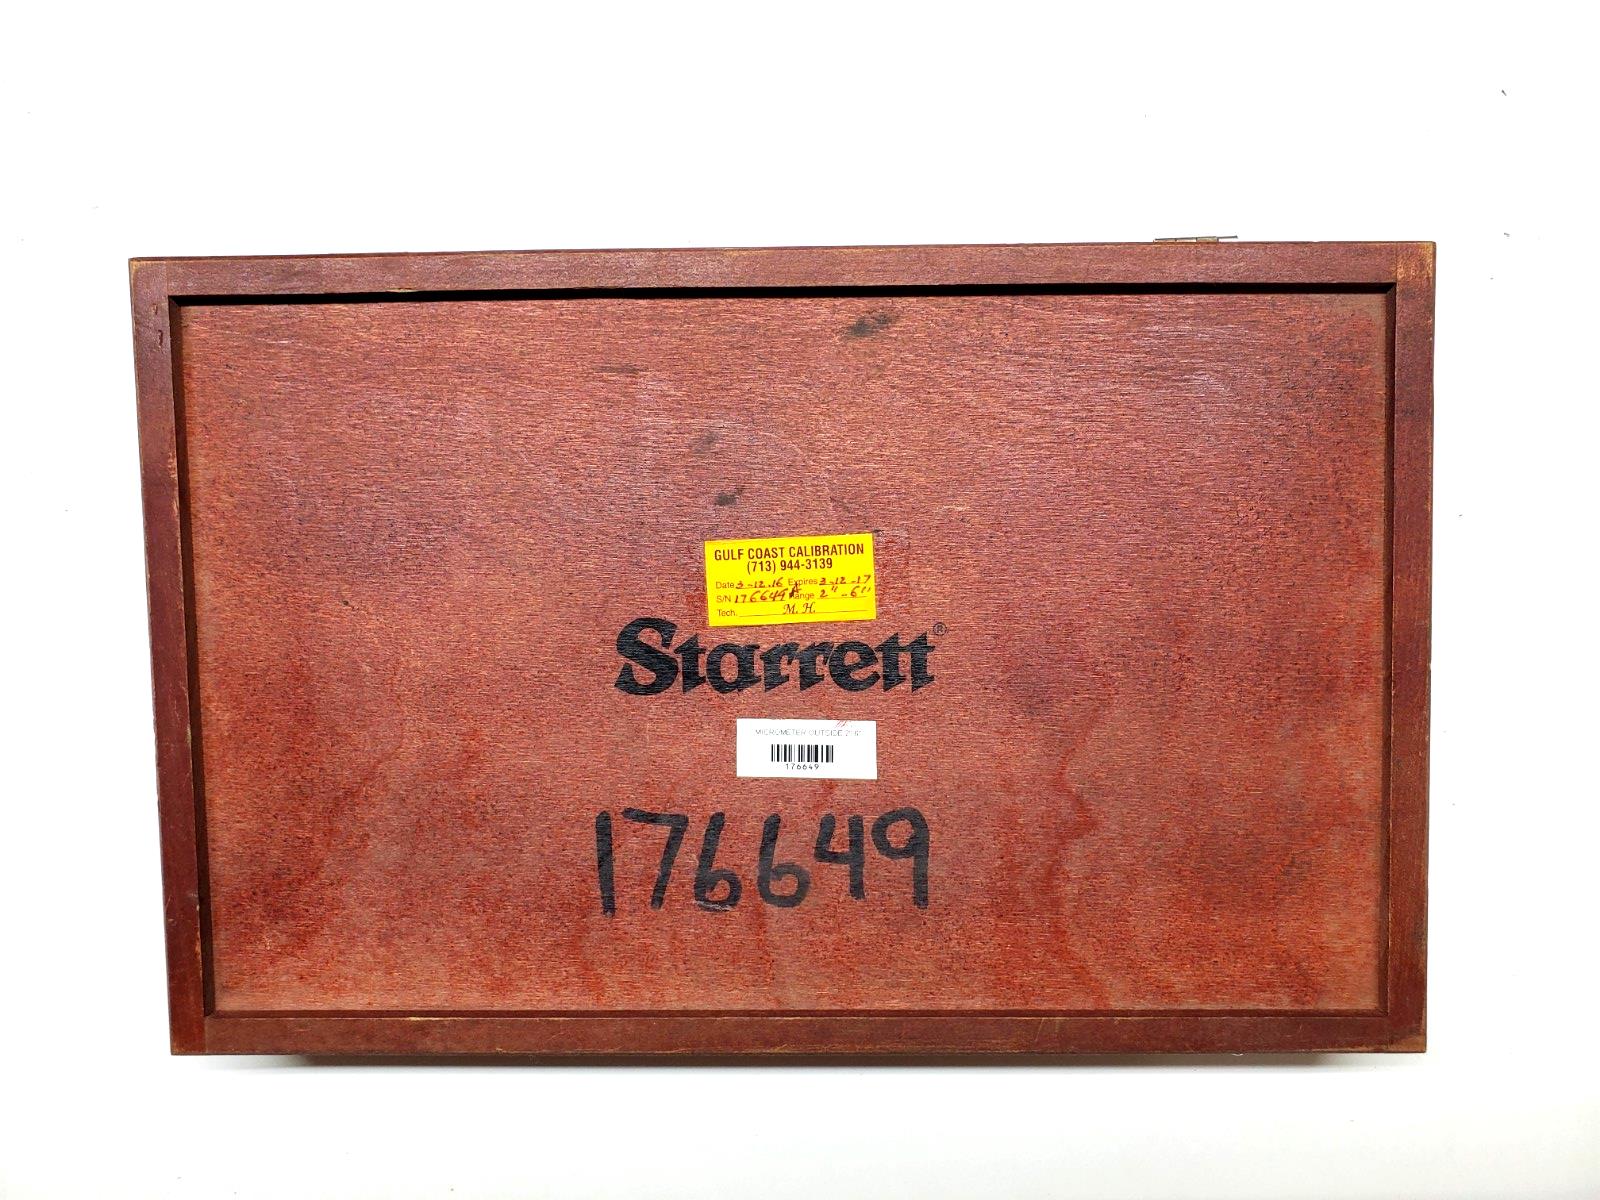 GULF COAST CALIBRATION
(713) 944-3139
Date 3-12-16 Expires 3-12-17
S/N 176649A Range 2"-6"
Tech. M.H.
Starrett®
MICROMETER OUTSIDE 2"-6"
176649
176649